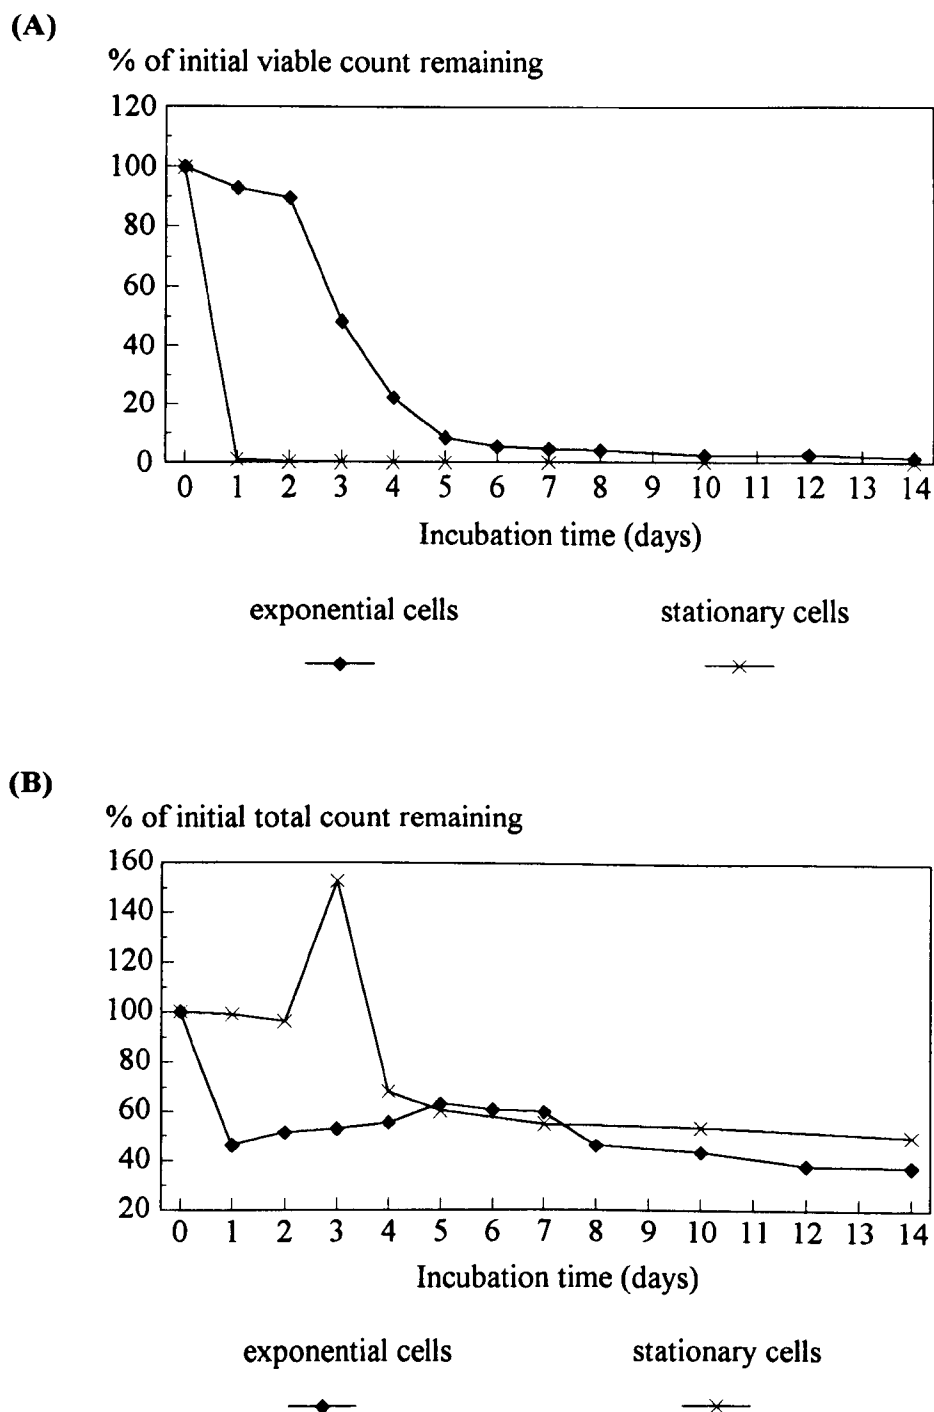 (A)
% of initial viable count remaining
120
100
80
60
40
20
0
0 1 2 3 4 5 6 7 8 9 10 11 12 13 14
Incubation time (days)
exponential cells stationary cells
(B)
% of initial total count remaining
160
140
120
100
80
60
40
20
0 1 2 3 4 5 6 7 8 9 10 11 12 13 14
Incubation time (days)
exponential cells stationary cells